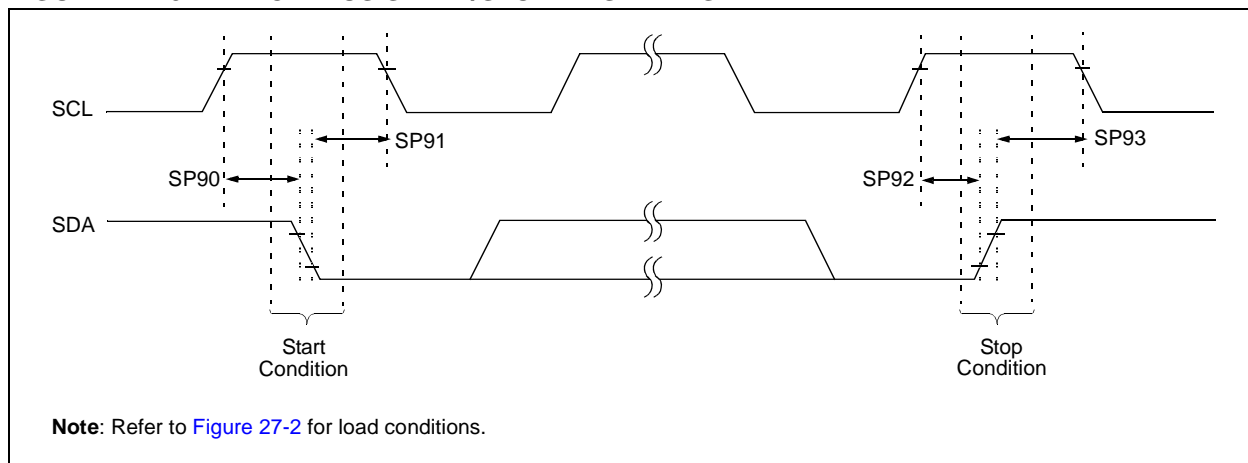 SCL
SP91
SP93
SP90
SP92
SDA
Start
Condition
Stop
Condition
Note: Refer to Figure 27-2 for load conditions.